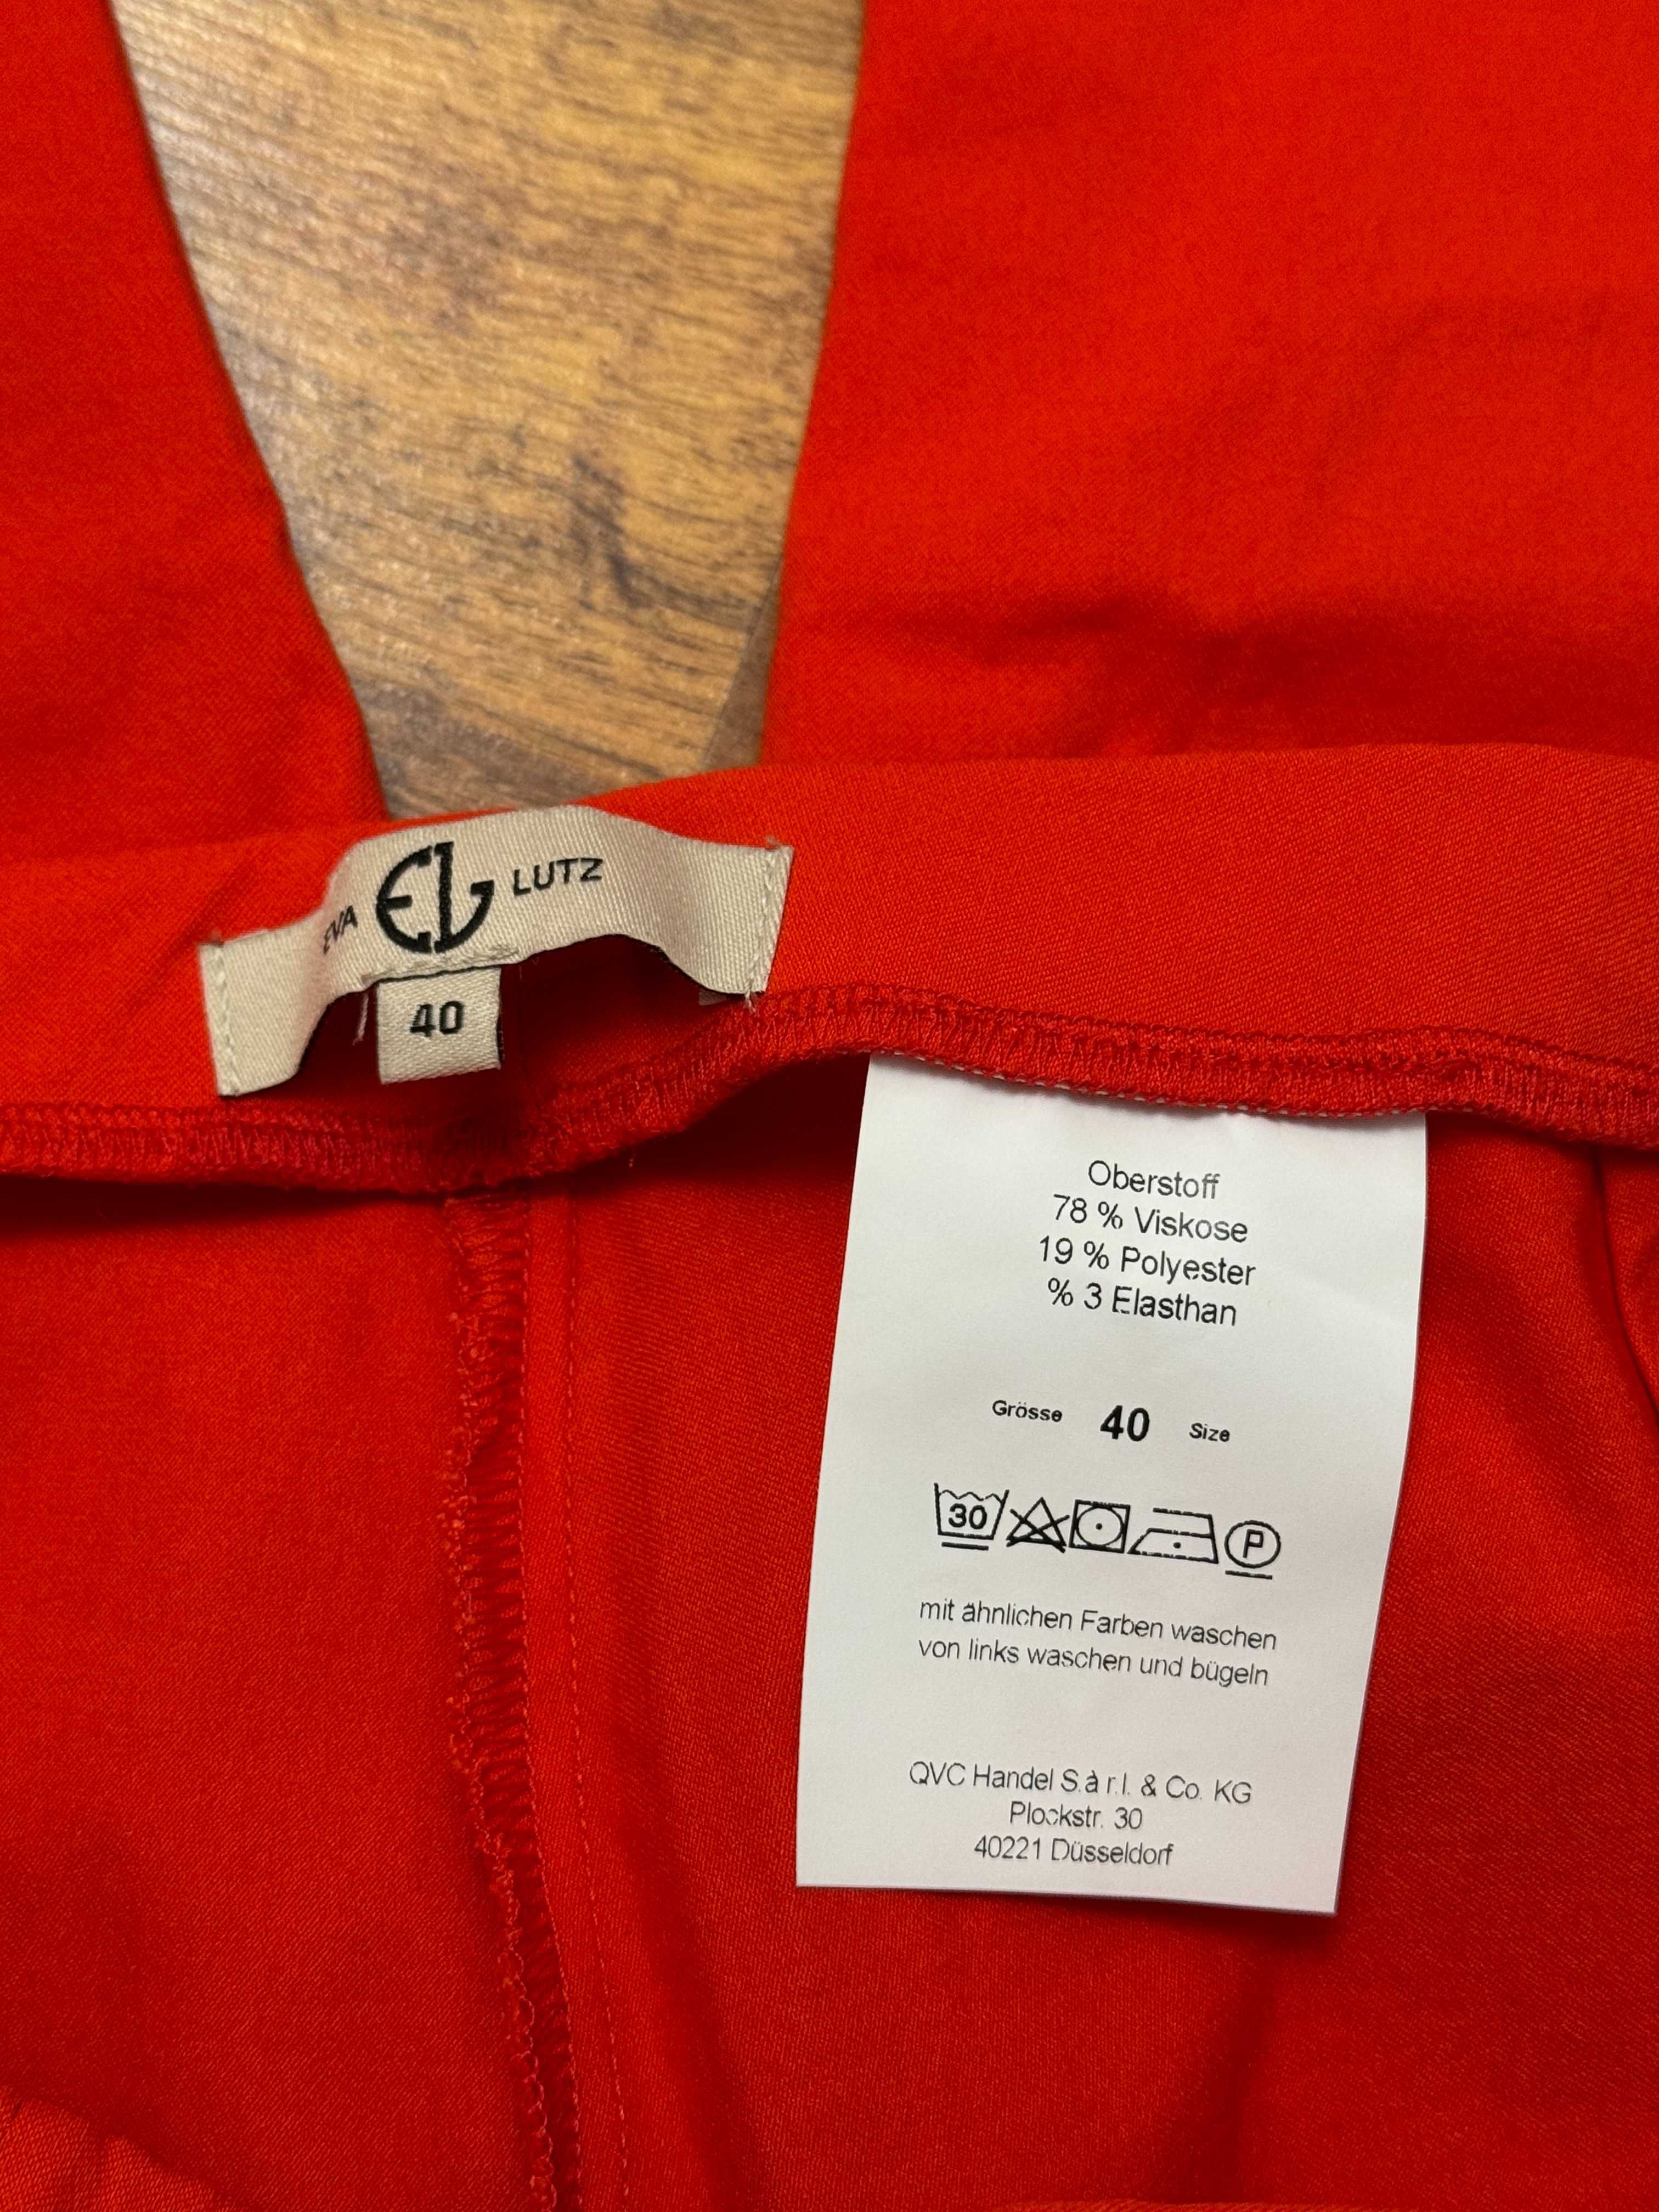 EVA EL LUTZ
40
Oberstoff
78 % Viskose
19 % Polyester
% 3 Elasthan
Grösse 40 Size
30 P
mit ähnlichen Farben waschen
von links waschen und bügeln
QVC Handel S.à r.l. & Co. KG
Plockstr. 30
40221 Düsseldorf